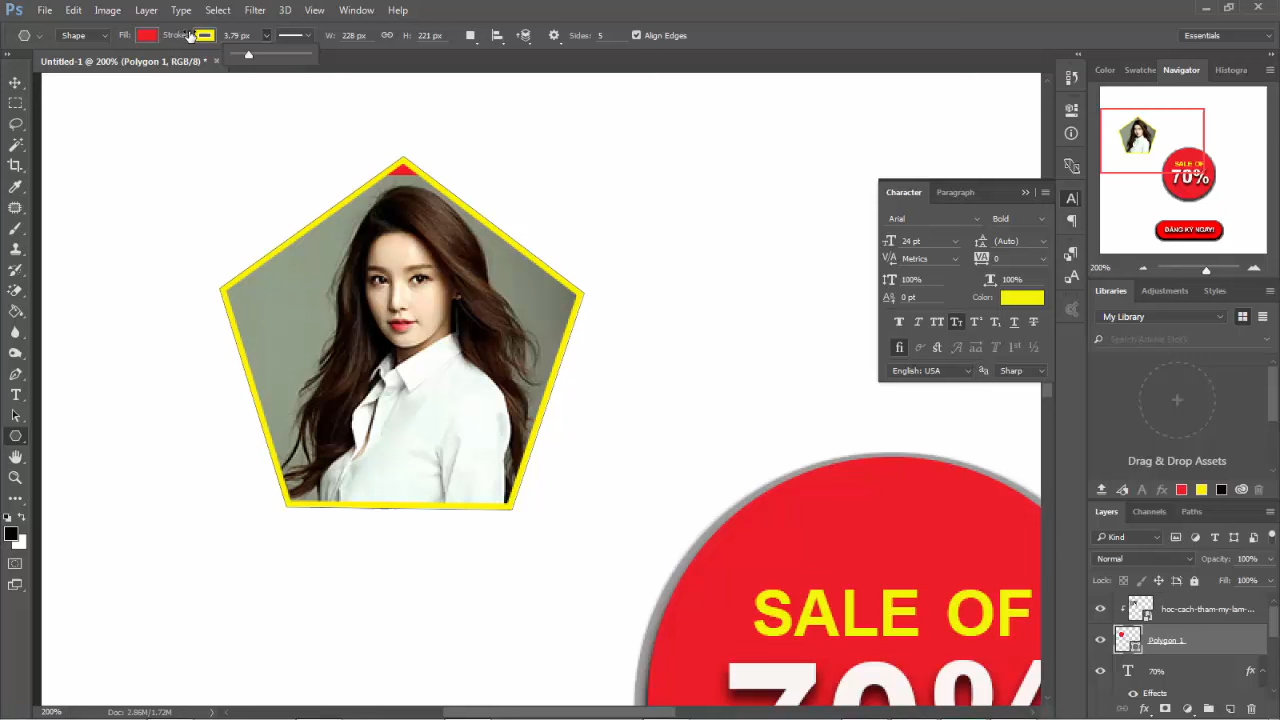 Ps File Edit Image Layer Type Select Filter 3D View Window Help
Shape Fill: Stroke: 3.79 px W: 228 px H: 221 px Sides: 5 Align Edges Essentials
Untitled-1 @ 200% (Polygon 1, RGB/8) *
Color Swatche Navigator Histogra
SALE OF
70%
ĐĂNG KÝ NGAY!
200%
Character Paragraph
Arial Bold
24 pt (Auto)
Metrics 0
100% 100%
0 pt Color:
English: USA Sharp
Libraries Adjustments Styles
My Library
Search Adobe Stock
Drag & Drop Assets
Layers Channels Paths
Kind
Normal Opacity: 100%
Lock: Fill: 100%
hoc-cach-tham-my-lam-...
Polygon 1
70% fx
Effects
SALE OF
70%
200% Doc: 2.86M/1.72M